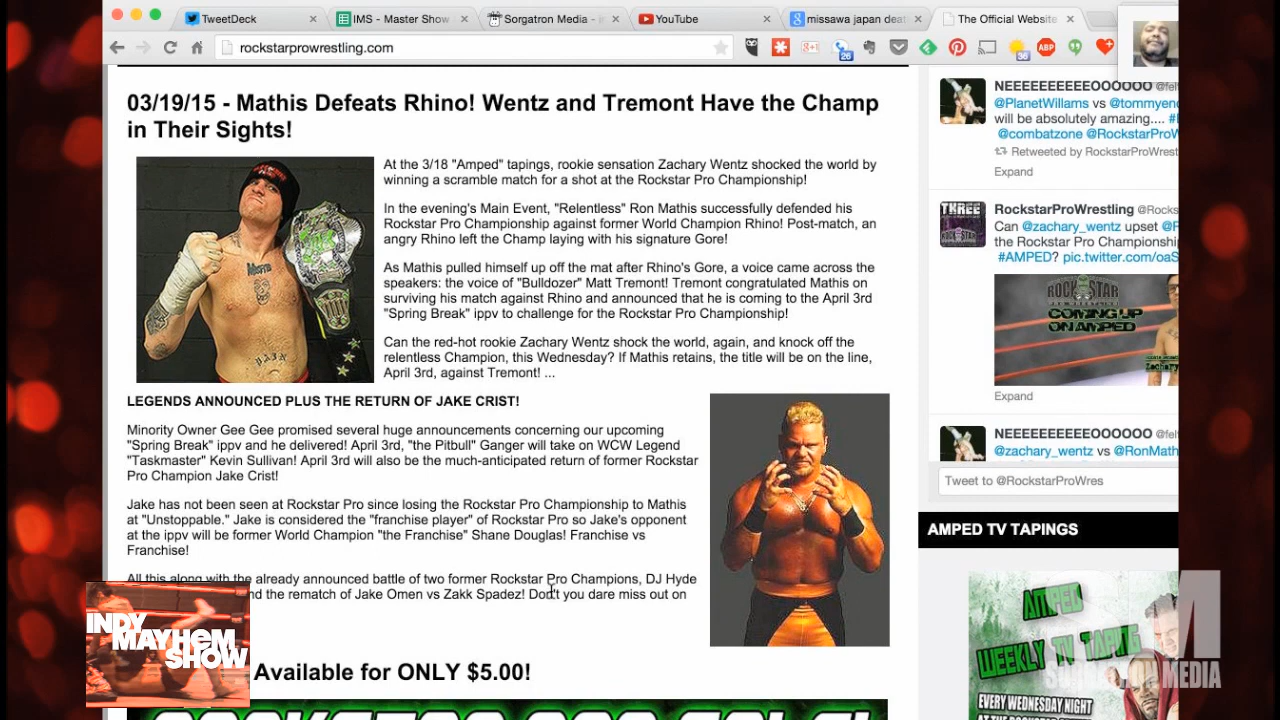 TweetDeck
IMS - Master Show
Sorgatron Media - i
YouTube
missawa japan deat
The Official Website
rockstarprowrestling.com
26
36
ABP
03/19/15 - Mathis Defeats Rhino! Wentz and Tremont Have the Champ
in Their Sights!
At the 3/18 "Amped" tapings, rookie sensation Zachary Wentz shocked the world by
winning a scramble match for a shot at the Rockstar Pro Championship!
In the evening's Main Event, "Relentless" Ron Mathis successfully defended his
Rockstar Pro Championship against former World Champion Rhino! Post-match, an
angry Rhino left the Champ laying with his signature Gore!
As Mathis pulled himself up off the mat after Rhino's Gore, a voice came across the
speakers: the voice of "Bulldozer" Matt Tremont! Tremont congratulated Mathis on
surviving his match against Rhino and announced that he is coming to the April 3rd
"Spring Break" ippv to challenge for the Rockstar Pro Championship!
Can the red-hot rookie Zachary Wentz shock the world, again, and knock off the
relentless Champion, this Wednesday? If Mathis retains, the title will be on the line,
April 3rd, against Tremont! ...
LEGENDS ANNOUNCED PLUS THE RETURN OF JAKE CRIST!
Minority Owner Gee Gee promised several huge announcements concerning our upcoming
"Spring Break" ippv and he delivered! April 3rd, "the Pitbull" Ganger will take on WCW Legend
"Taskmaster" Kevin Sullivan! April 3rd will also be the much-anticipated return of former Rockstar
Pro Champion Jake Crist!
Jake has not been seen at Rockstar Pro since losing the Rockstar Pro Championship to Mathis
at "Unstoppable." Jake is considered the "franchise player" of Rockstar Pro so Jake's opponent
at the ippv will be former World Champion "the Franchise" Shane Douglas! Franchise vs
Franchise!
All this along with the already announced battle of two former Rockstar Pro Champions, DJ Hyde
nd the rematch of Jake Omen vs Zakk Spadez! Don't you dare miss out on
Available for ONLY $5.00!
INDY
MAYHEM
SHOW
NEEEEEEEEEOOOOOO @felt
@PlanetWillams vs @tommyend
will be absolutely amazing.... #
@combatzone @RockstarProW
Retweeted by RockstarProWrest
Expand
RockstarProWrestling @Rocks
Can @zachary_wentz upset @
the Rockstar Pro Championship
#AMPED? pic.twitter.com/oaS
THREE
ROCK STAR
COMING UP
ON AMPED
Expand
NEEEEEEEEEOOOOOO @felt
@zachary_wentz vs @RonMath
Tweet to @RockstarProWres
AMPED TV TAPINGS
AMPED
WEEKLY TV TAPING
EVERY WEDNESDAY NIGHT
SORGATRON MEDIA